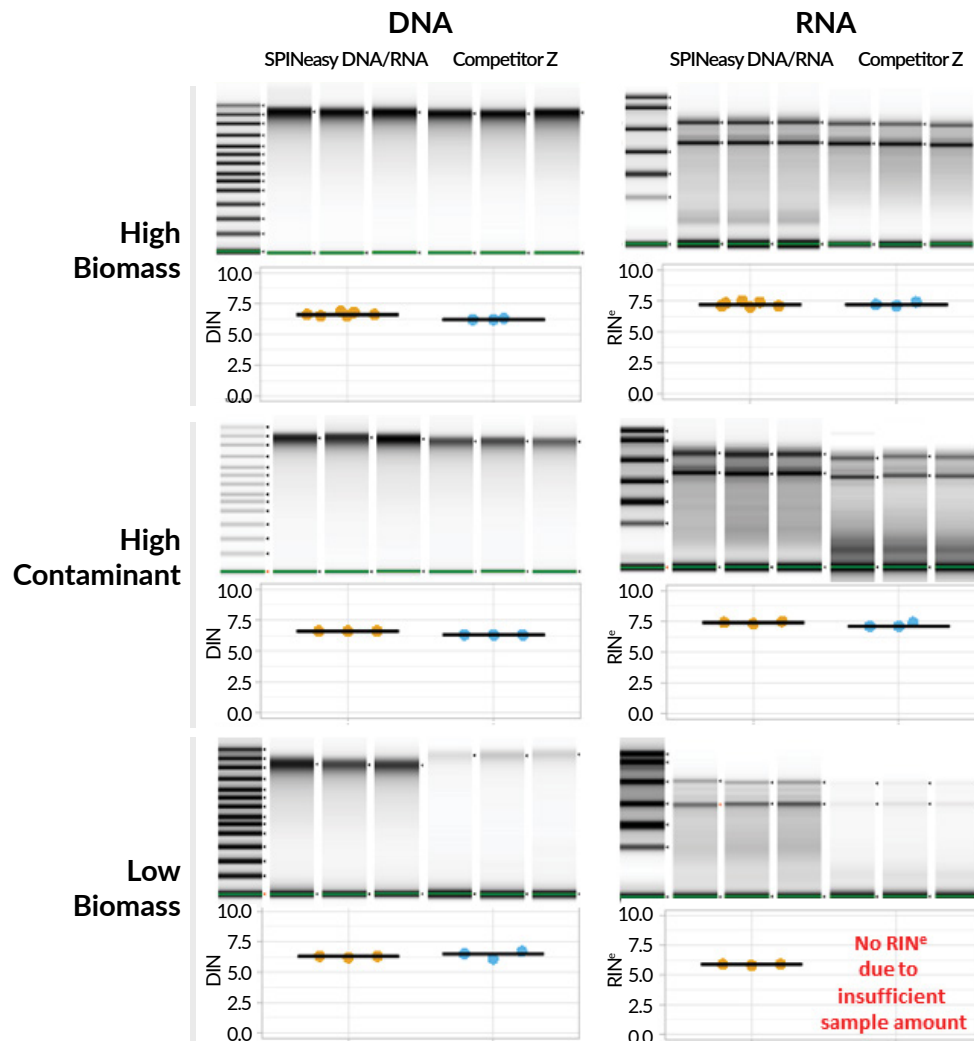 DNA
RNA
SPINeasy DNA/RNA
Competitor Z
SPINeasy DNA/RNA
Competitor Z
High
Biomass
10.0
7.5
5.0
2.5
0.0
DIN
10.0
7.5
5.0
2.5
0.0
RINᵉ
High
Contaminant
10.0
7.5
5.0
2.5
0.0
DIN
10.0
7.5
5.0
2.5
0.0
RINᵉ
Low
Biomass
10.0
7.5
5.0
2.5
0.0
DIN
10.0
7.5
5.0
2.5
0.0
RINᵉ
No RINᵉ
due to
insufficient
sample amount